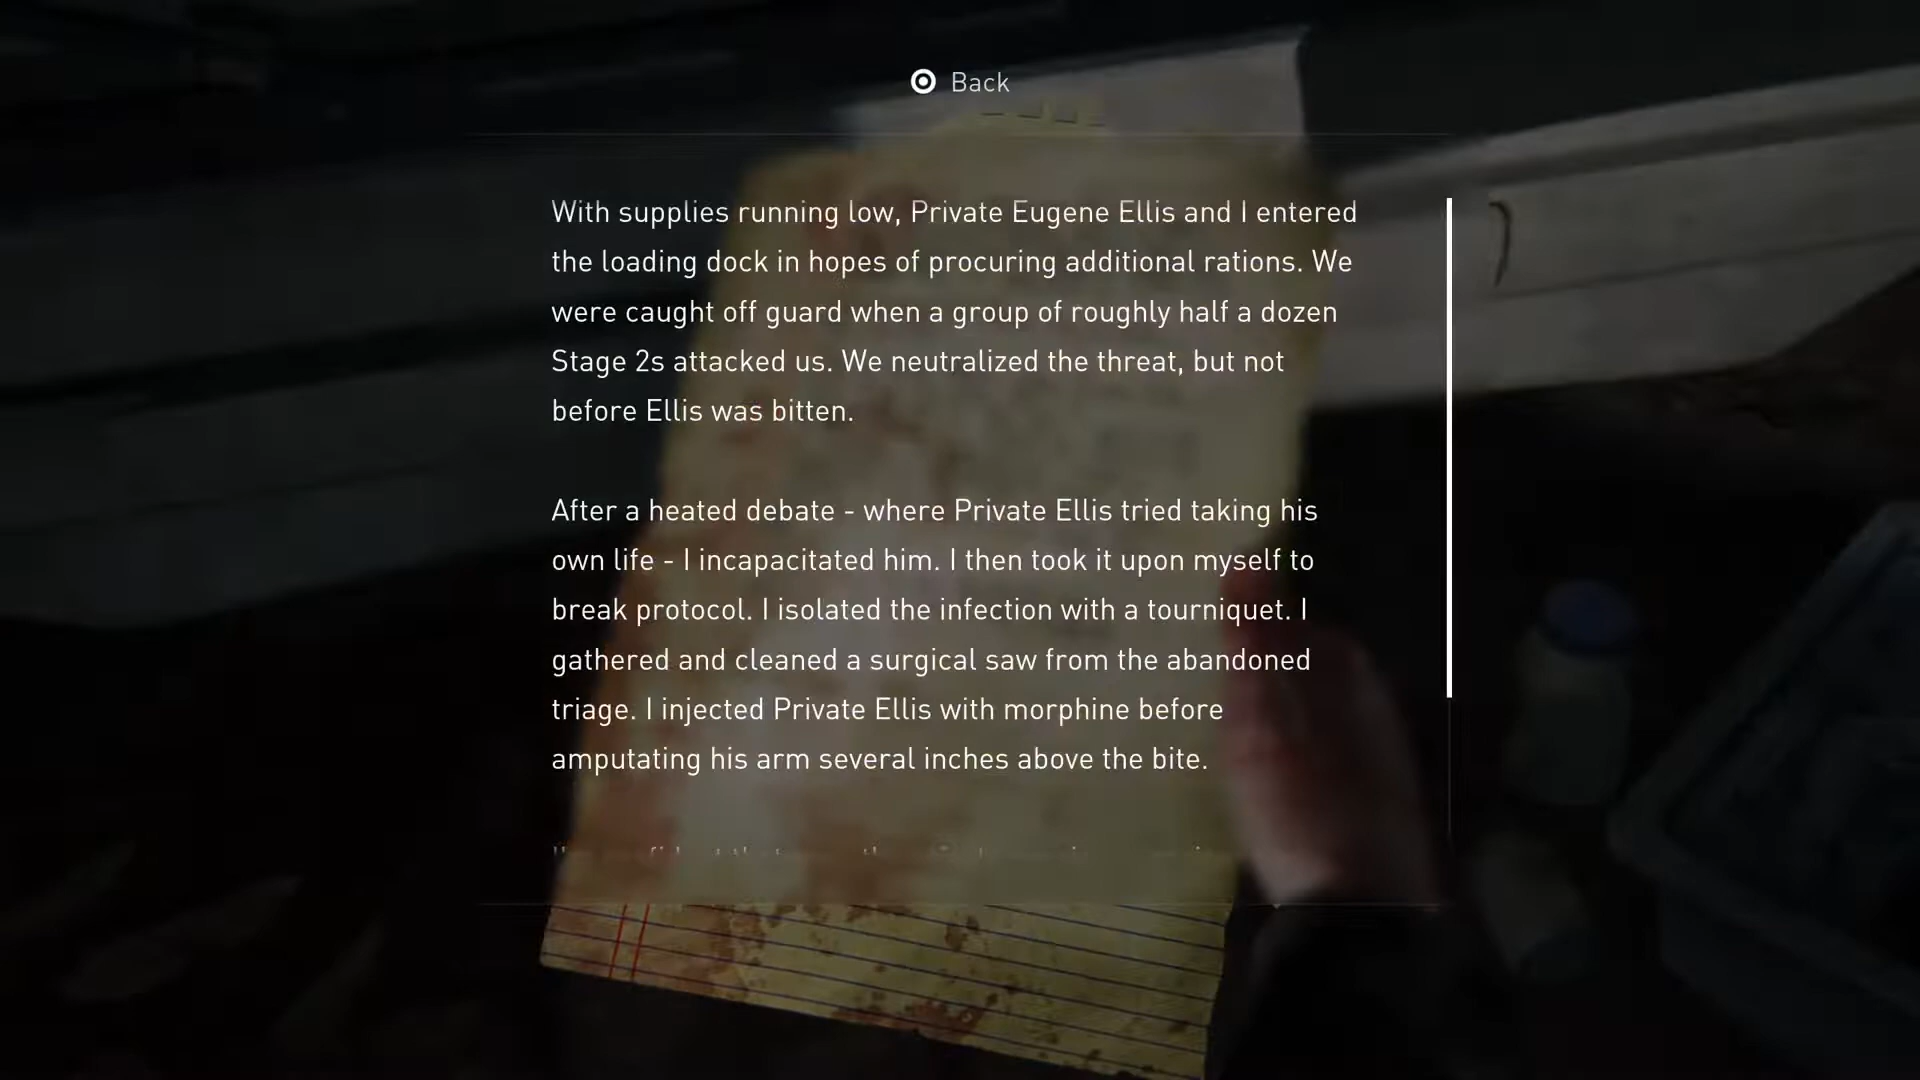 Back
With supplies running low, Private Eugene Ellis and I entered
the loading dock in hopes of procuring additional rations. We
were caught off guard when a group of roughly half a dozen
Stage 2s attacked us. We neutralized the threat, but not
before Ellis was bitten.
After a heated debate - where Private Ellis tried taking his
own life - I incapacitated him. I then took it upon myself to
break protocol. I isolated the infection with a tourniquet. I
gathered and cleaned a surgical saw from the abandoned
triage. I injected Private Ellis with morphine before
amputating his arm several inches above the bite.